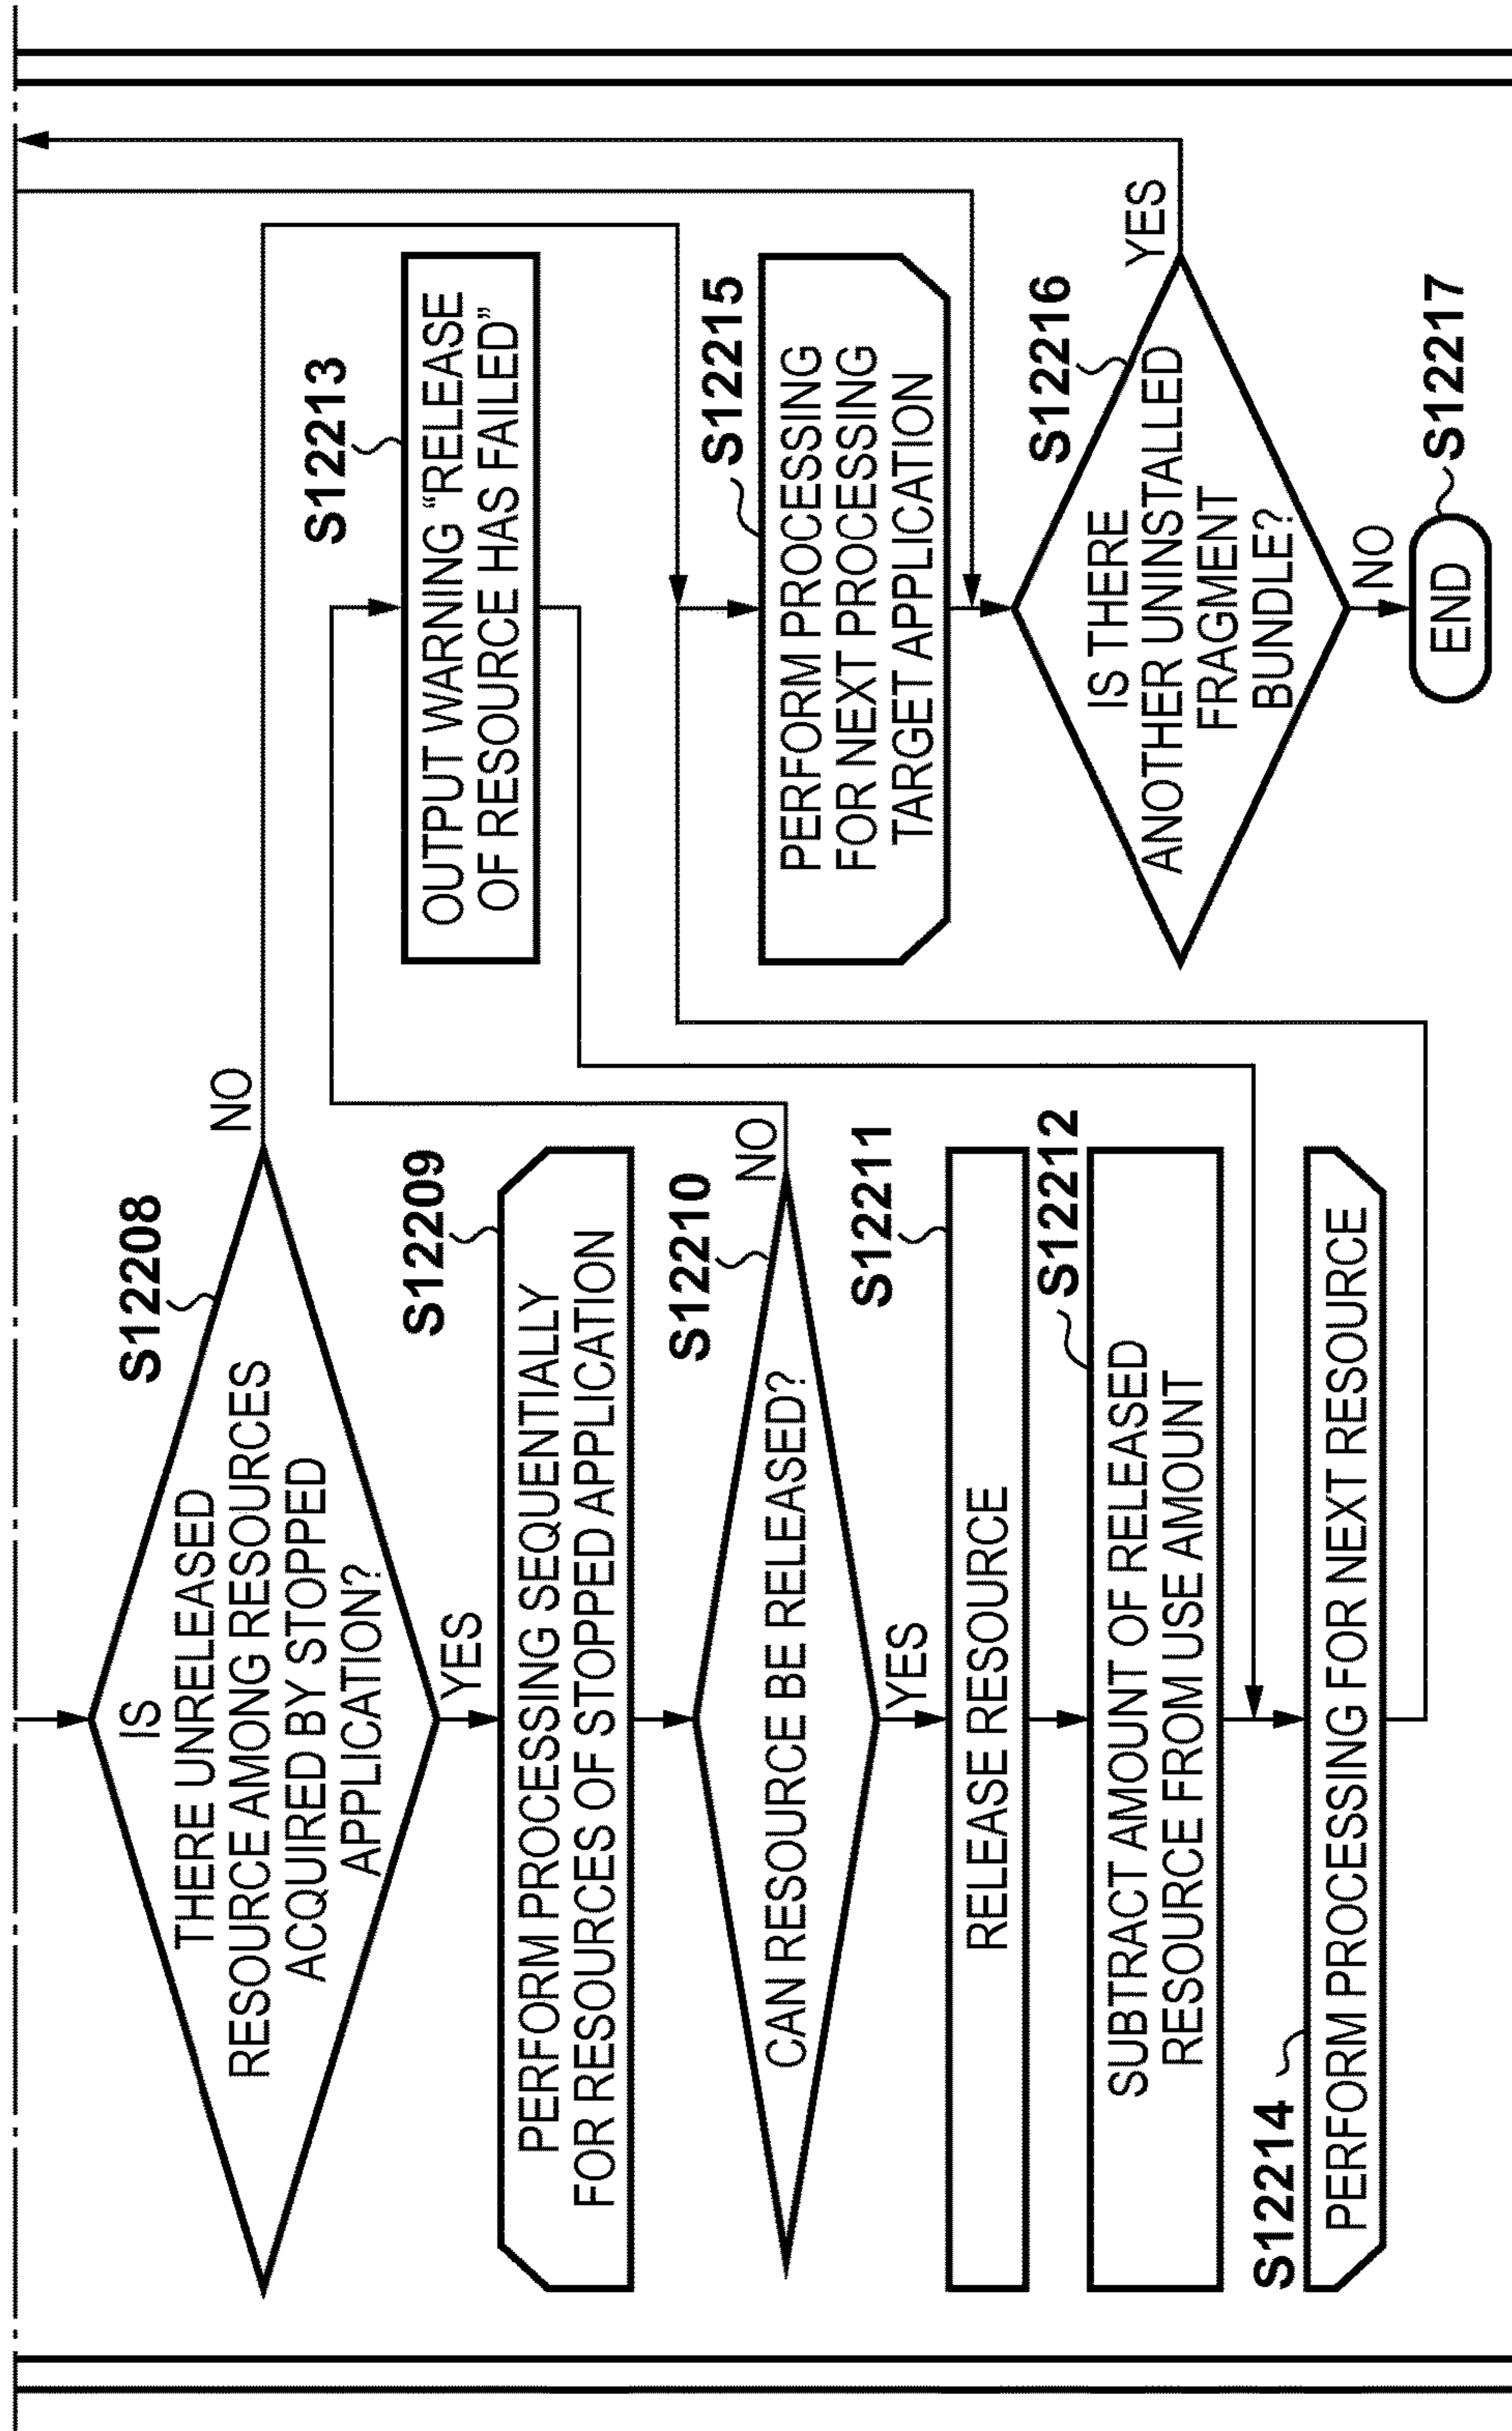 S12208
IS
THERE UNRELEASED
RESOURCE AMONG RESOURCES
ACQUIRED BY STOPPED
APPLICATION?
NO
YES
S12209
PERFORM PROCESSING SEQUENTIALLY
FOR RESOURCES OF STOPPED APPLICATION
S12210
CAN RESOURCE BE RELEASED?
NO
YES
S12211
RELEASE RESOURCE
S12212
SUBTRACT AMOUNT OF RELEASED
RESOURCE FROM USE AMOUNT
S12214
PERFORM PROCESSING FOR NEXT RESOURCE
S12213
OUTPUT WARNING “RELEASE
OF RESOURCE HAS FAILED”
S12215
PERFORM PROCESSING
FOR NEXT PROCESSING
TARGET APPLICATION
S12216
IS THERE
ANOTHER UNINSTALLED
FRAGMENT
BUNDLE?
YES
NO
S12217
END